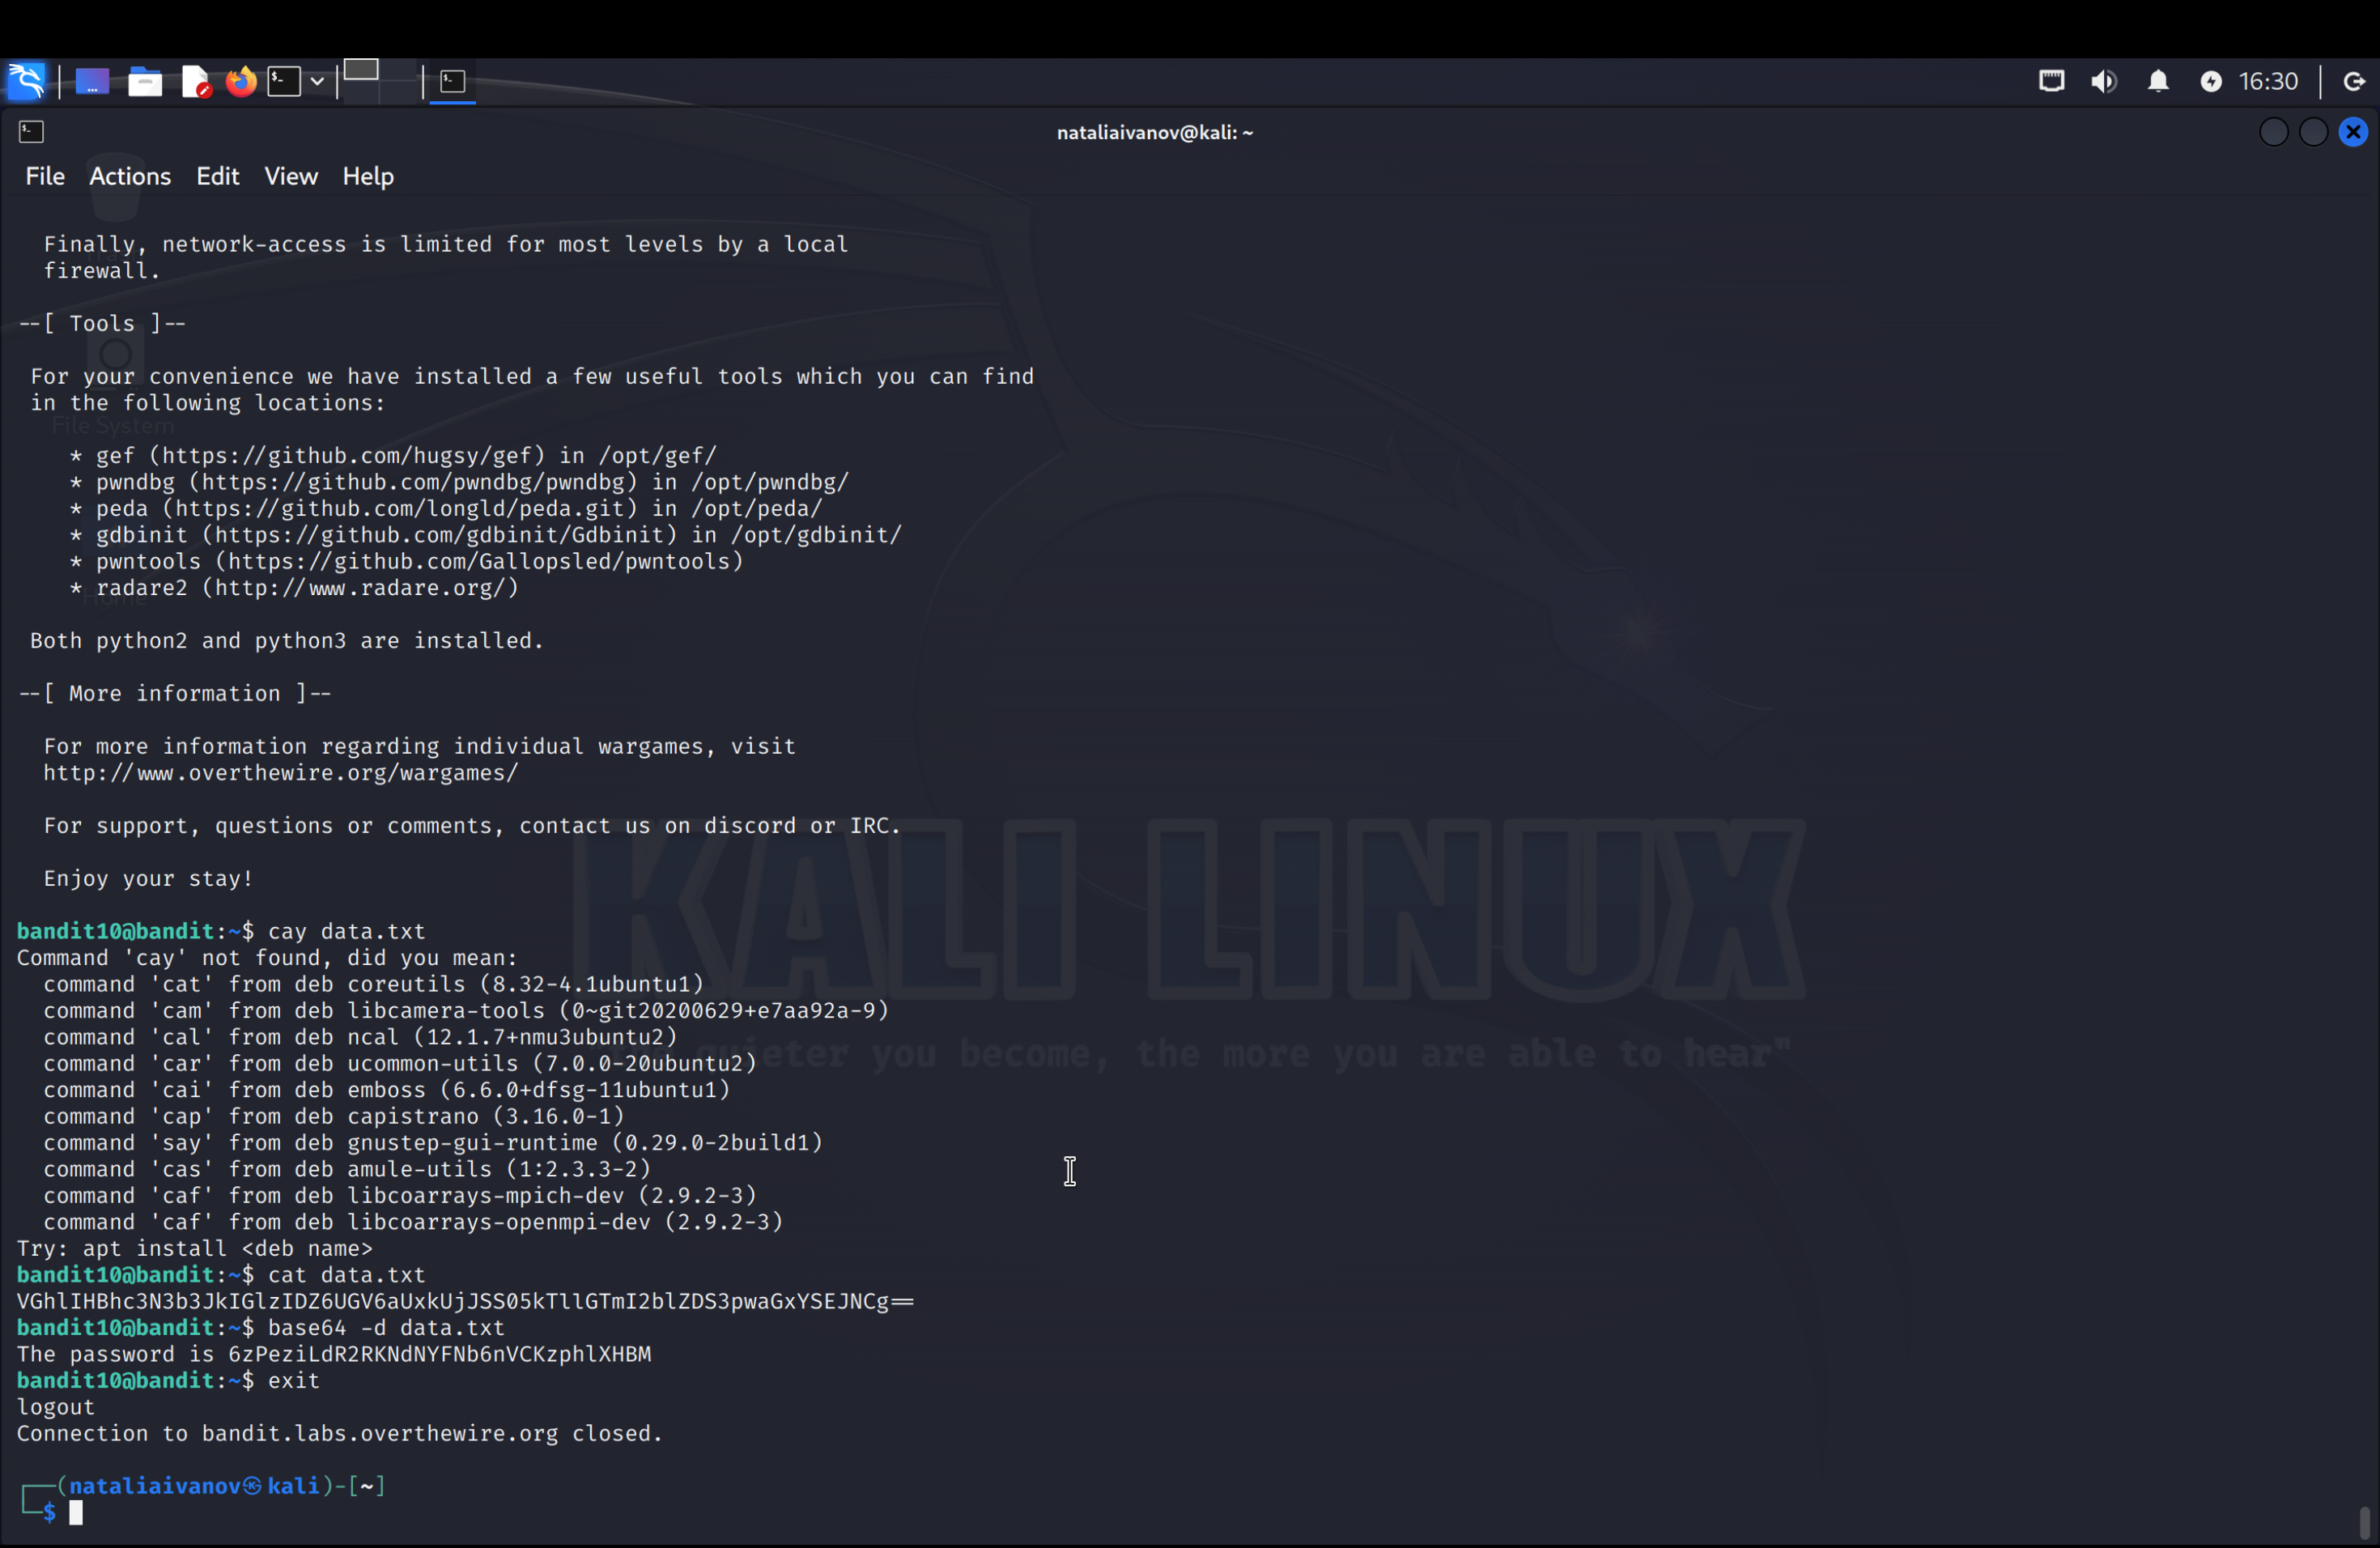 16:30
nataliaivanov@kali: ~
File Actions Edit View Help
Finally, network-access is limited for most levels by a local
firewall.
--[ Tools ]--
For your convenience we have installed a few useful tools which you can find
in the following locations:
File System
* gef (https://github.com/hugsy/gef) in /opt/gef/
* pwndbg (https://github.com/pwndbg/pwndbg) in /opt/pwndbg/
* peda (https://github.com/longld/peda.git) in /opt/peda/
* gdbinit (https://github.com/gdbinit/Gdbinit) in /opt/gdbinit/
* pwntools (https://github.com/Gallopsled/pwntools)
* radare2 (http://www.radare.org/)
Home
Both python2 and python3 are installed.
--[ More information ]--
For more information regarding individual wargames, visit
http://www.overthewire.org/wargames/
For support, questions or comments, contact us on discord or IRC.
Enjoy your stay!
KALI LINUX
quieter you become, the more you are able to hear"
bandit10@bandit:~$ cay data.txt
Command 'cay' not found, did you mean:
command 'cat' from deb coreutils (8.32-4.1ubuntu1)
command 'cam' from deb libcamera-tools (0~git20200629+e7aa92a-9)
command 'cal' from deb ncal (12.1.7+nmu3ubuntu2)
command 'car' from deb ucommon-utils (7.0.0-20ubuntu2)
command 'cai' from deb emboss (6.6.0+dfsg-11ubuntu1)
command 'cap' from deb capistrano (3.16.0-1)
command 'say' from deb gnustep-gui-runtime (0.29.0-2build1)
command 'cas' from deb amule-utils (1:2.3.3-2)
command 'caf' from deb libcoarrays-mpich-dev (2.9.2-3)
command 'caf' from deb libcoarrays-openmpi-dev (2.9.2-3)
Try: apt install <deb name>
bandit10@bandit:~$ cat data.txt
VGhlIHBhc3N3b3JkIGlzIDZ6UGV6aUxkUjJSS05kTllGTmI2blZDS3pwaGxYSEJNCg==
bandit10@bandit:~$ base64 -d data.txt
The password is 6zPeziLdR2RKNdNYFNb6nVCKzphlXHBM
bandit10@bandit:~$ exit
logout
Connection to bandit.labs.overthewire.org closed.
(nataliaivanov㉿kali)-[~]
$